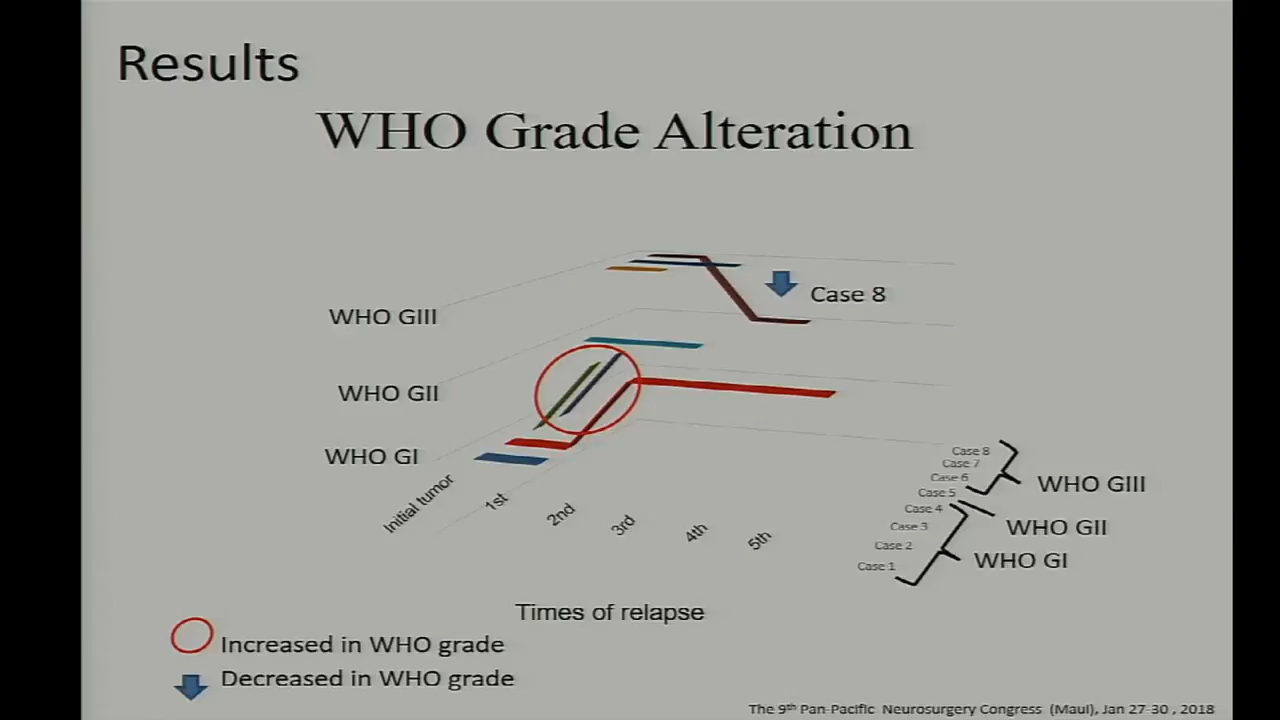 Results
WHO Grade Alteration
Case 8
WHO GIII
WHO GII
WHO GI
Initial tumor
1st
2nd
3rd
4th
5th
Case 8
Case 7
Case 6
Case 5
Case 4
Case 3
Case 2
Case 1
WHO GIII
WHO GII
WHO GI
Times of relapse
Increased in WHO grade
Decreased in WHO grade
The 9th Pan-Pacific Neurosurgery Congress (Maui), Jan 27-30 , 2018